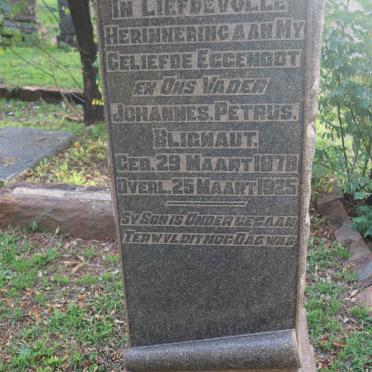 IN LIEFDEVOLLE
HERINNERING AAN MY
GELIEFDE EGGENOOT
EN ONS VADER
JOHANNES. PETRUS.
BLIGNAUT.
GEB. 29 MAART 1878
OVERL. 25 MAART 1925
SY SON IS ONDER GEGAAN
TERWYL DIT NOG DAG WAS